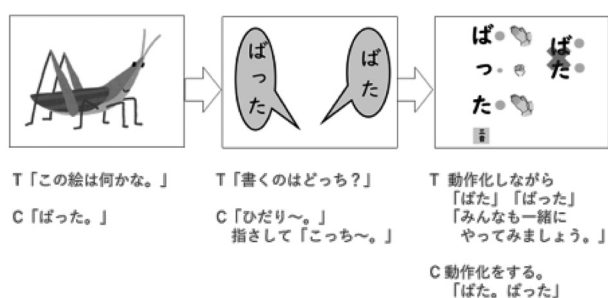 ばった
ばた
ば
っ
た
三音
ばた
T「この絵は何かな。」
C「ばった。」
T「書くのはどっち？」
C「ひだり～。」
指さして「こっち～。」
T 動作化しながら
「ばた」「ばった」
「みんなも一緒に
やってみましょう。」
C 動作化をする。
「ばた。ばった」